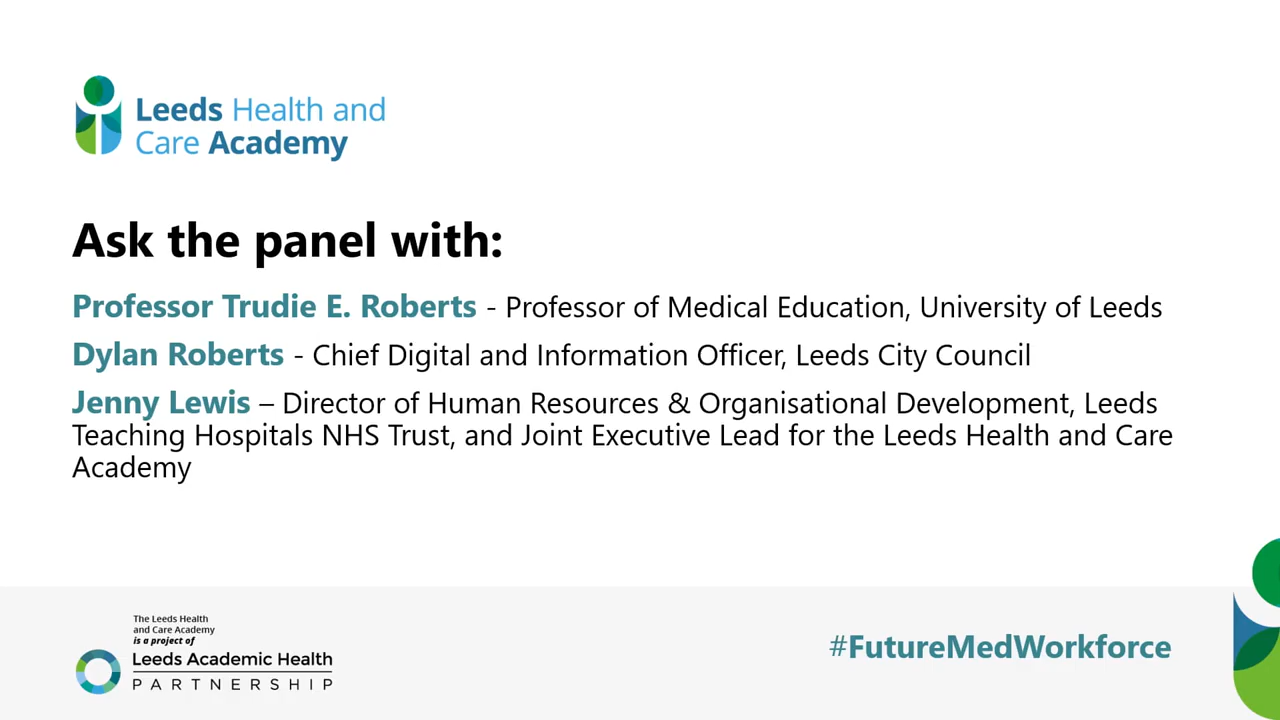 Leeds Health and
Care Academy
Ask the panel with:
Professor Trudie E. Roberts - Professor of Medical Education, University of Leeds
Dylan Roberts - Chief Digital and Information Officer, Leeds City Council
Jenny Lewis – Director of Human Resources & Organisational Development, Leeds
Teaching Hospitals NHS Trust, and Joint Executive Lead for the Leeds Health and Care
Academy
The Leeds Health
and Care Academy
is a project of
Leeds Academic Health
PARTNERSHIP
#FutureMedWorkforce